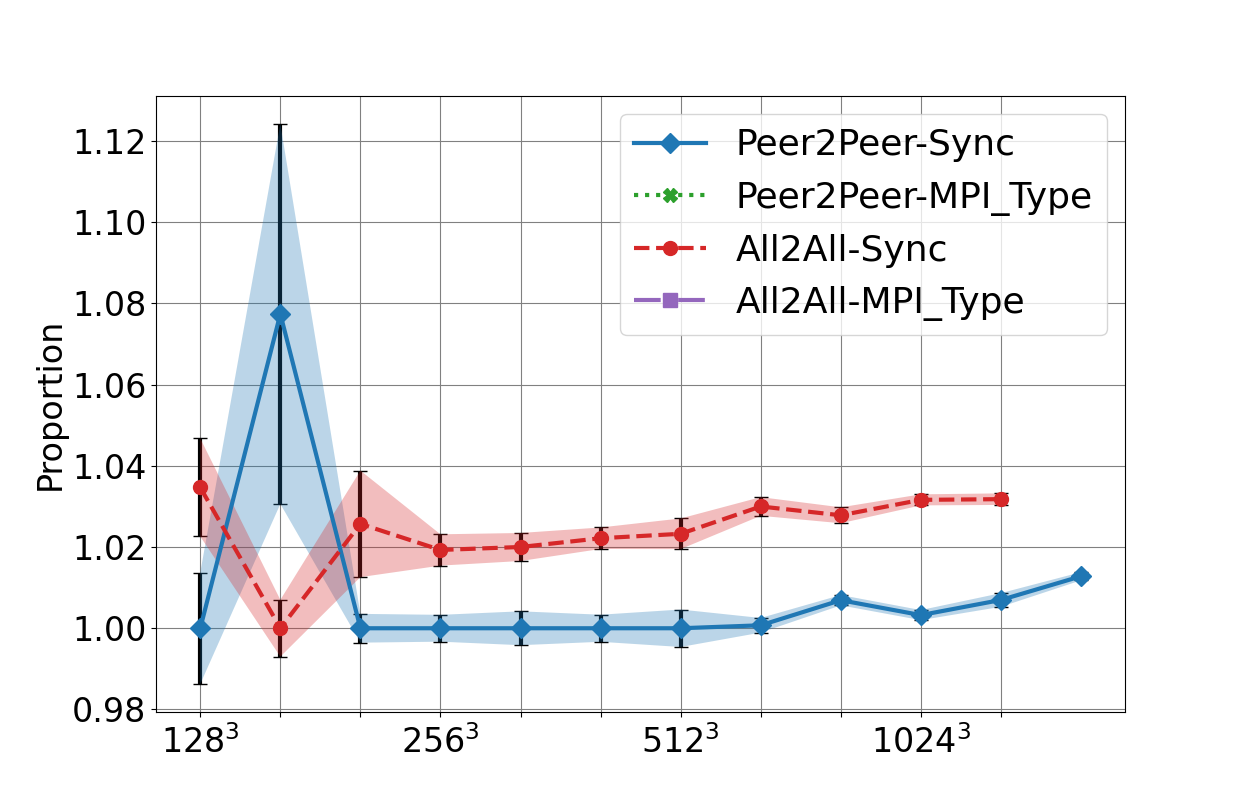 Proportion
1.12
1.10
1.08
1.06
1.04
1.02
1.00
0.98
128³
256³
512³
1024³
Peer2Peer-Sync
Peer2Peer-MPI_Type
All2All-Sync
All2All-MPI_Type